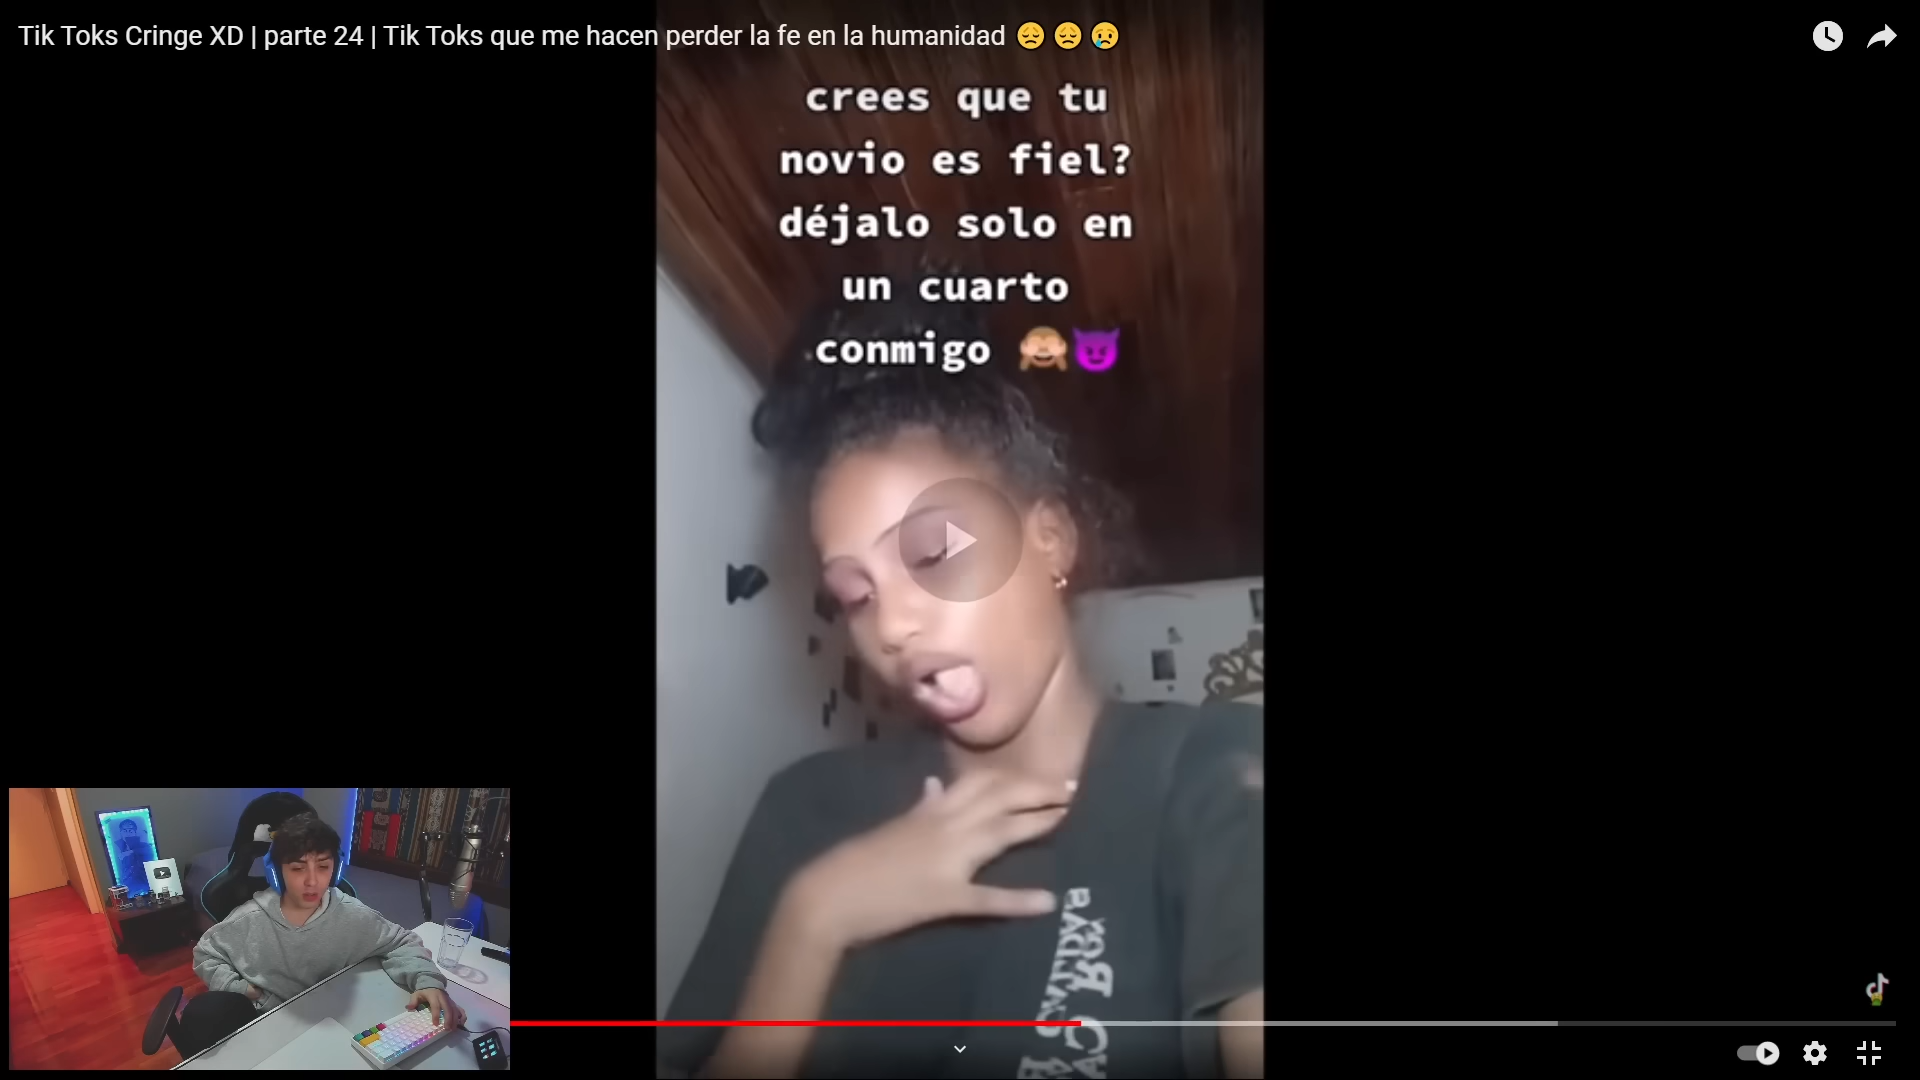 Tik Toks Cringe XD | parte 24 | Tik Toks que me hacen perder la fe en la humanidad 😔😔😢
crees que tu
novio es fiel?
déjalo solo en
un cuarto
conmigo 🙈😈